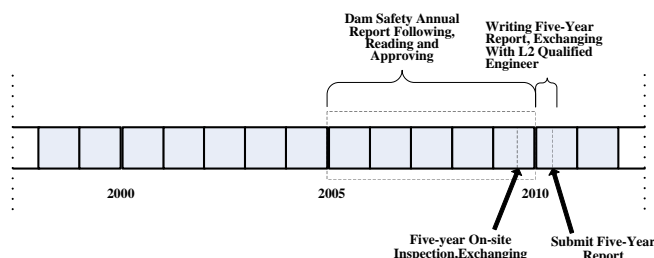 Dam Safety Annual
Report Following,
Reading and
Approving
Writing Five-Year
Report, Exchanging
With L2 Qualified
Engineer
2000
2005
2010
Five-year On-site
Inspection,Exchanging
Submit Five-Year
Report